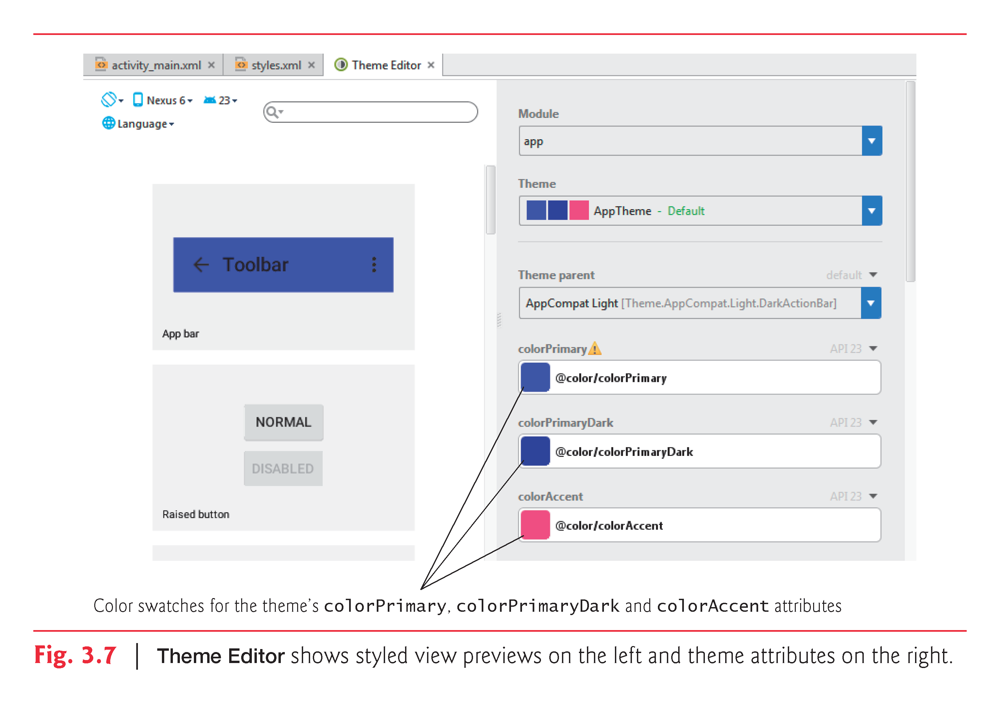 activity_main.xml
styles.xml
Theme Editor
Nexus 6
23
Language
Toolbar
App bar
NORMAL
DISABLED
Raised button
Module
app
Theme
AppTheme - Default
Theme parent default
AppCompat Light [Theme.AppCompat.Light.DarkActionBar]
colorPrimary API 23
@color/colorPrimary
colorPrimaryDark API 23
@color/colorPrimaryDark
colorAccent API 23
@color/colorAccent
Color swatches for the theme’s colorPrimary, colorPrimaryDark and colorAccent attributes
Fig. 3.7 | Theme Editor shows styled view previews on the left and theme attributes on the right.